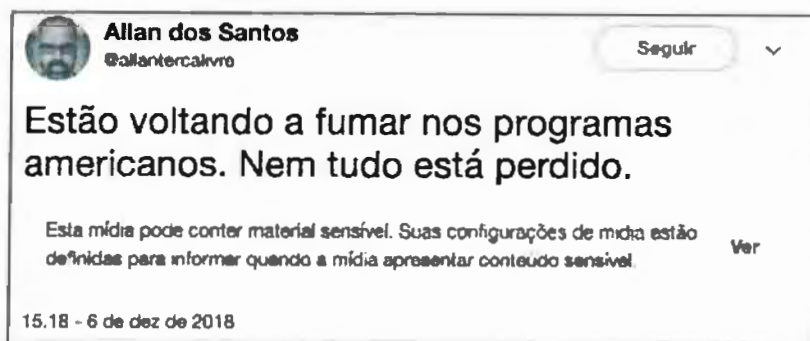 Allan dos Santos
@allantercalivro
Seguir
Estão voltando a fumar nos programas
americanos. Nem tudo está perdido.
Esta mídia pode conter material sensível. Suas configurações de mídia estão
definidas para informar quando a mídia apresentar conteúdo sensível.
Ver
15.18 - 6 de dez de 2018